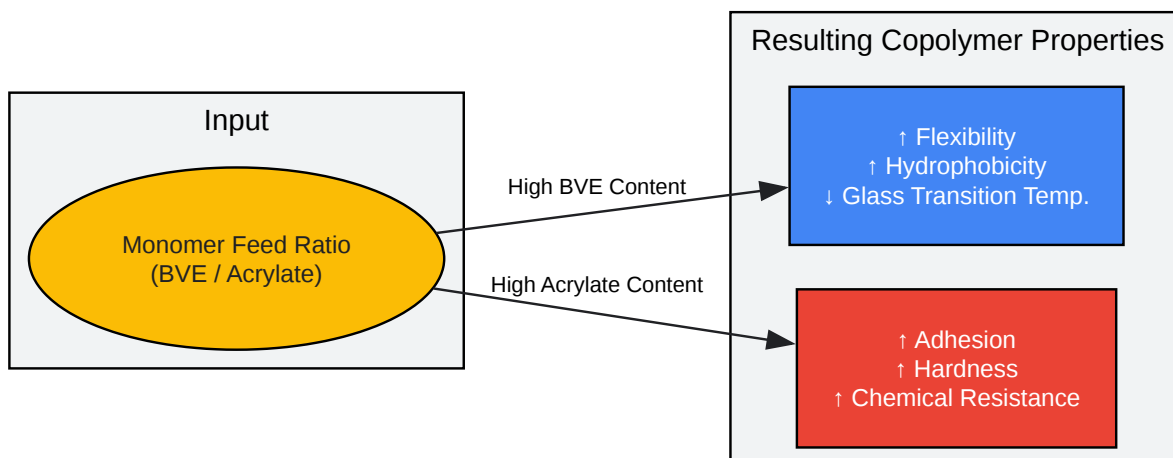 Resulting Copolymer Properties
Input
↑ Flexibility
↑ Hydrophobicity
↓ Glass Transition Temp.
High BVE Content
Monomer Feed Ratio
(BVE / Acrylate)
High Acrylate Content
↑ Adhesion
↑ Hardness
↑ Chemical Resistance